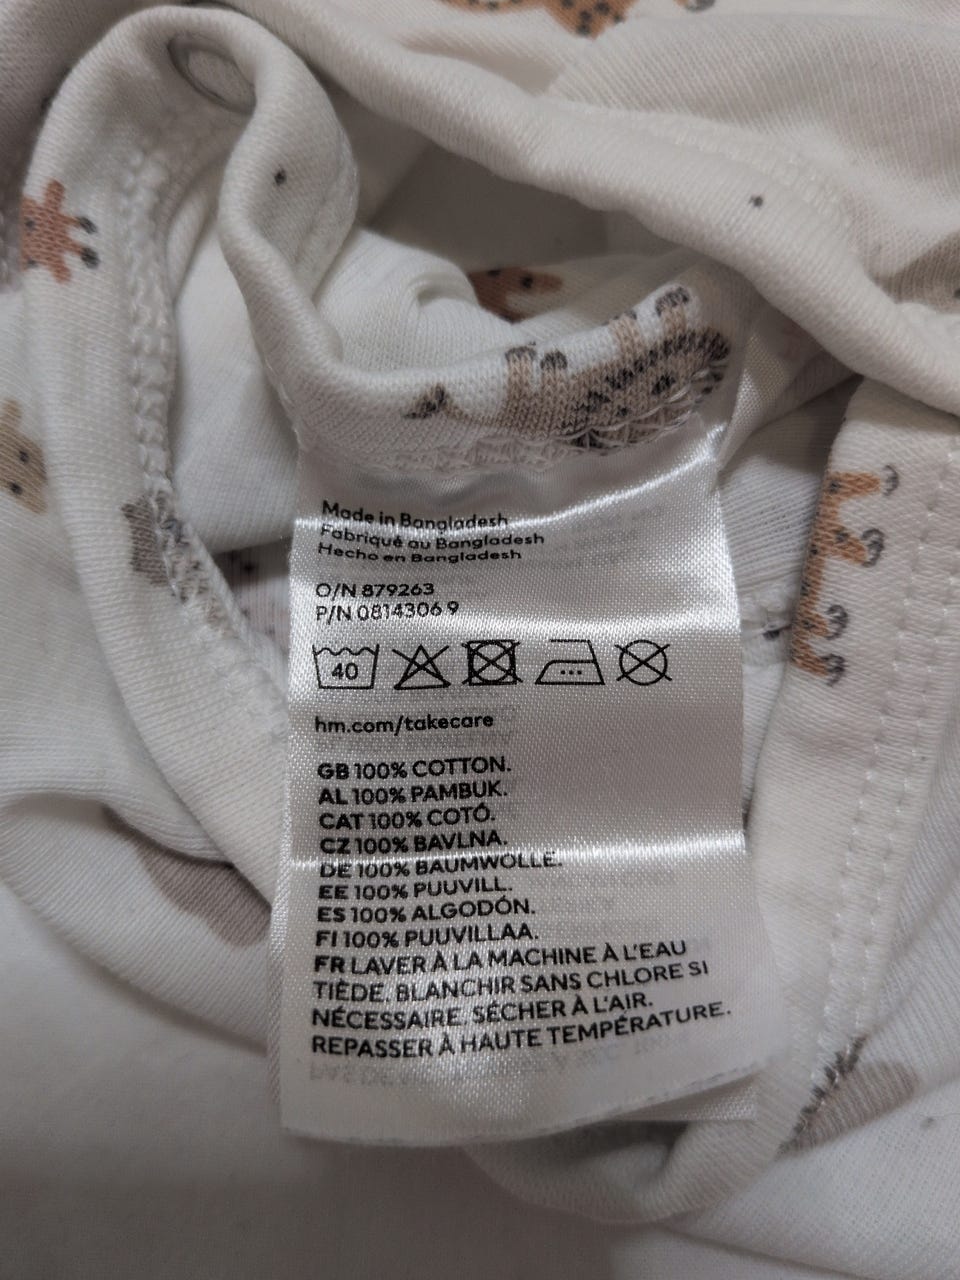 Made in Bangladesh
Fabriqué au Bangladesh
Hecho en Bangladesh
O/N 879263
P/N 0814306 9
40
hm.com/takecare
GB 100% COTTON.
AL 100% PAMBUK.
CAT 100% COTÓ.
CZ 100% BAVLNA.
DE 100% BAUMWOLLE.
EE 100% PUUVILL.
ES 100% ALGODÓN.
FI 100% PUUVILLAA.
FR LAVER À LA MACHINE À L'EAU
TIÈDE. BLANCHIR SANS CHLORE SI
NÉCESSAIRE. SÉCHER À L'AIR.
REPASSER À HAUTE TEMPÉRATURE.